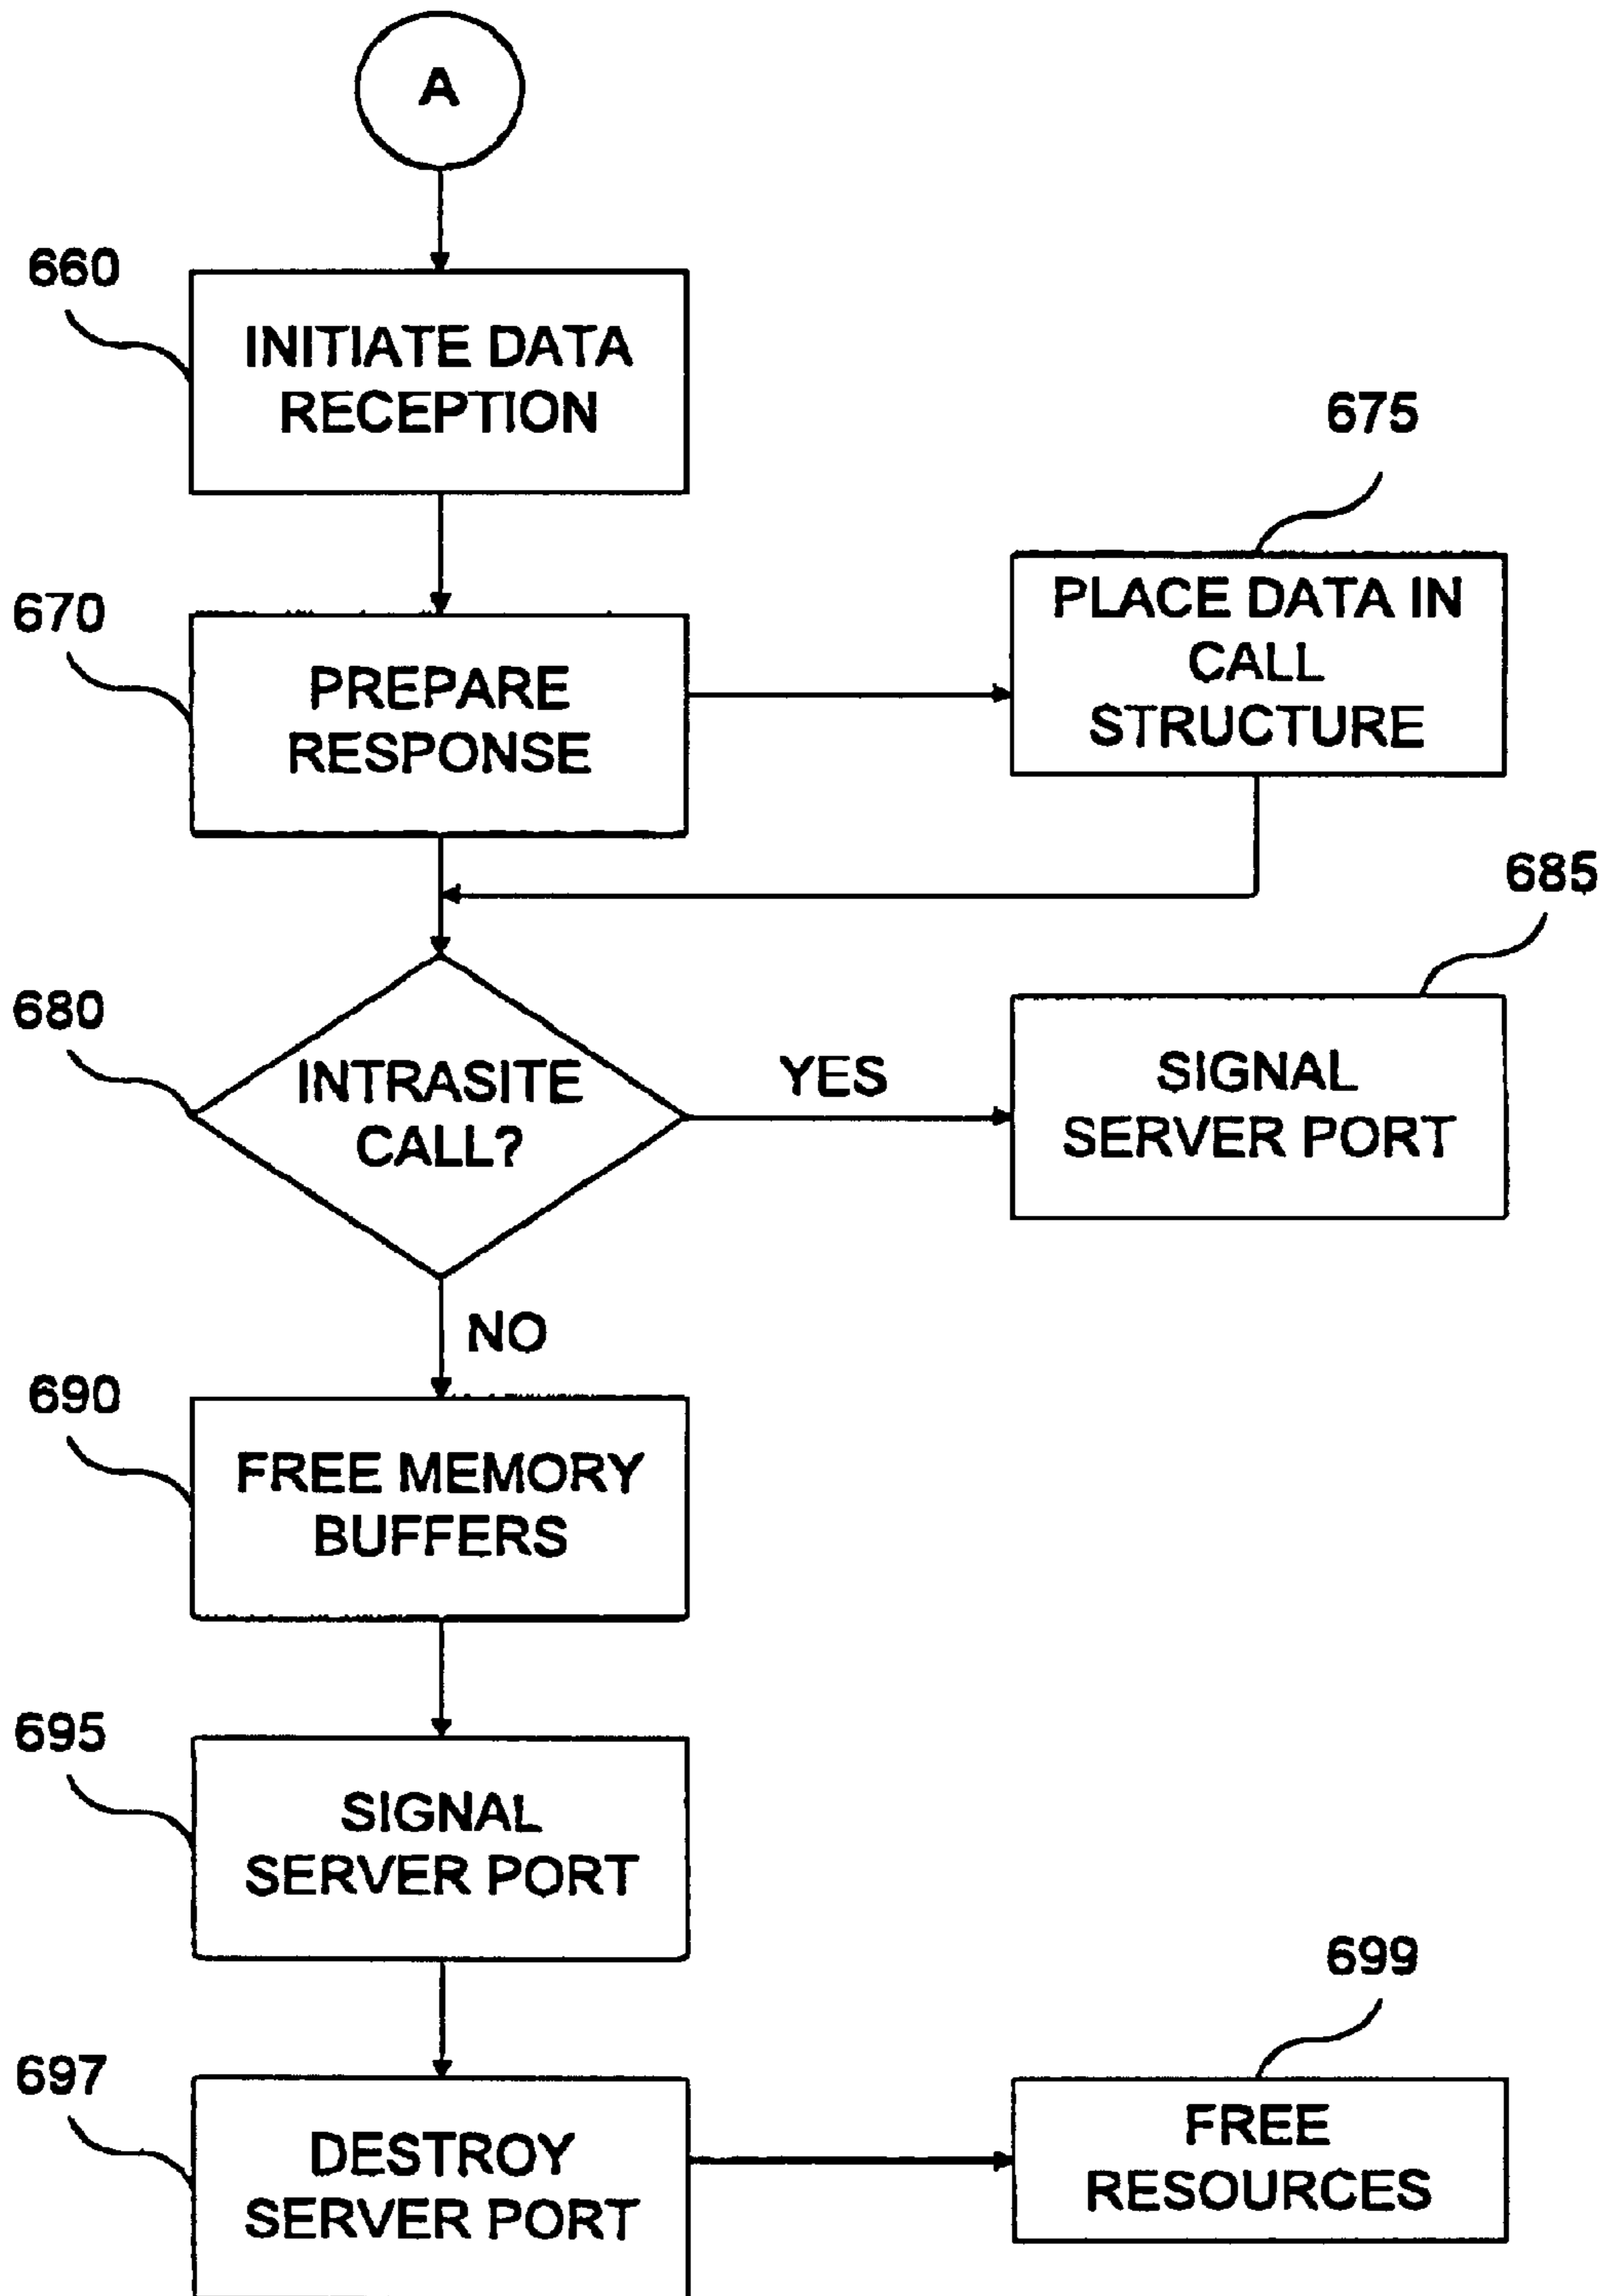 A
660
INITIATE DATA
RECEPTION
675
670
PREPARE
RESPONSE
PLACE DATA IN
CALL
STRUCTURE
685
680
INTRASITE
CALL?
YES
SIGNAL
SERVER PORT
NO
690
FREE MEMORY
BUFFERS
695
SIGNAL
SERVER PORT
699
697
DESTROY
SERVER PORT
FREE
RESOURCES